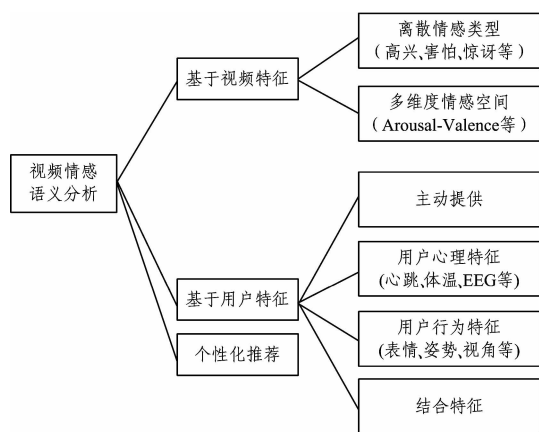 视频情感
语义分析
基于视频特征
离散情感类型
（高兴、害怕、惊讶等）
多维度情感空间
（Arousal-Valence等）
基于用户特征
主动提供
用户心理特征
(心跳、体温、EEG等)
用户行为特征
(表情、姿势、视角等)
结合特征
个性化推荐